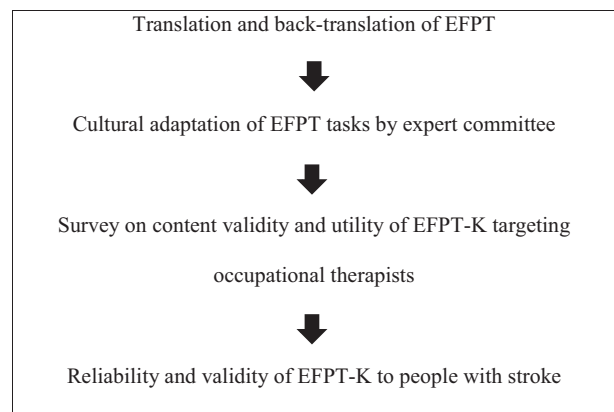 Translation and back-translation of EFPT
Cultural adaptation of EFPT tasks by expert committee
Survey on content validity and utility of EFPT-K targeting
occupational therapists
Reliability and validity of EFPT-K to people with stroke